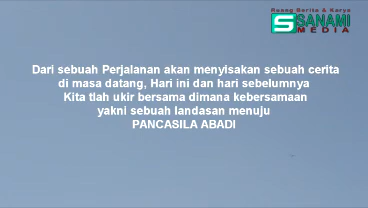 Ruang Berita & Karya
SANAMI
MEDIA
Dari sebuah Perjalanan akan menyisakan sebuah cerita
di masa datang, Hari ini dan hari sebelumnya
Kita tlah ukir bersama dimana kebersamaan
yakni sebuah landasan menuju
PANCASILA ABADI